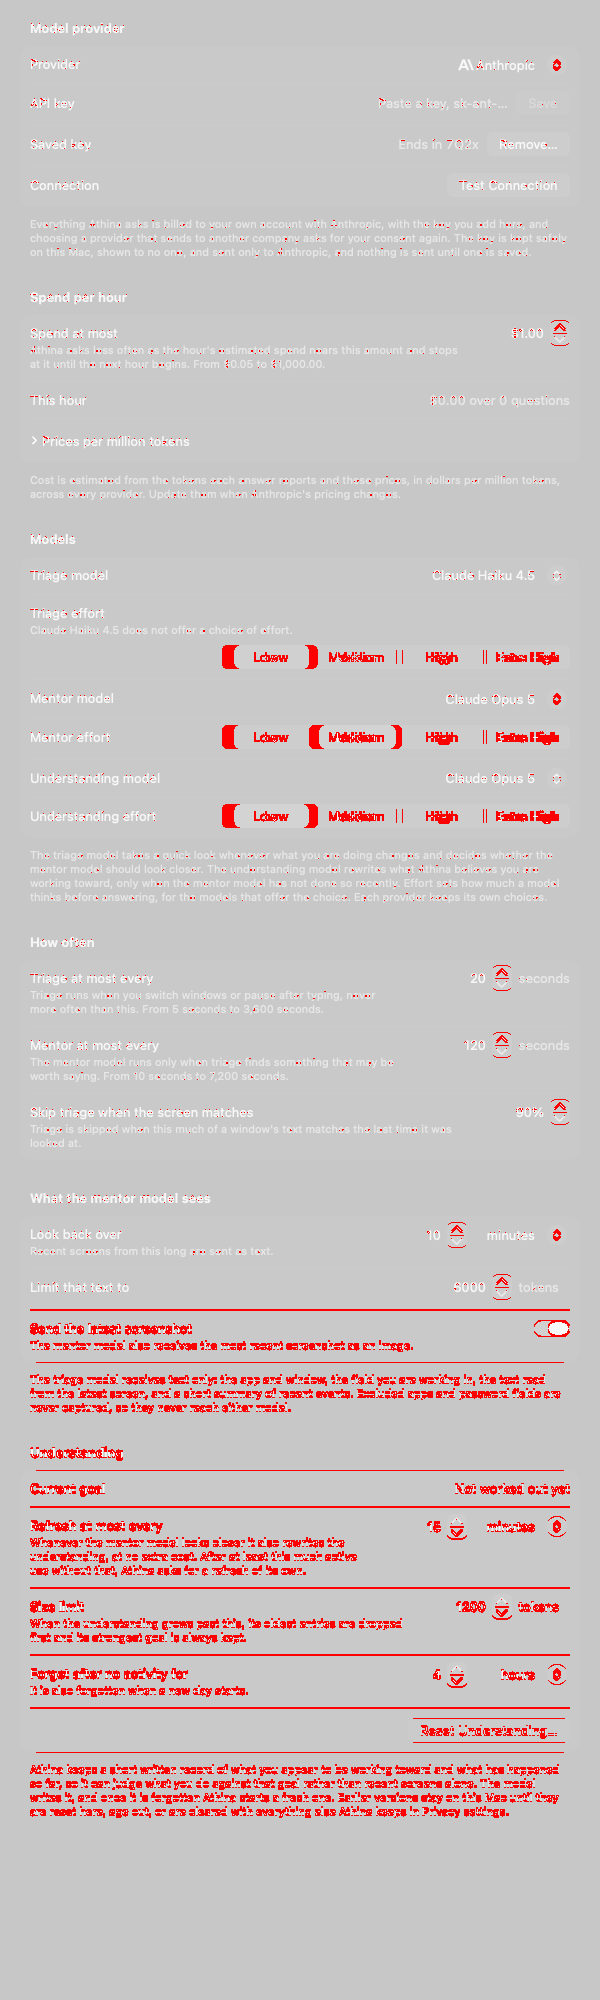 Model provider
Provider
Anthropic
API key
Paste a key, sk-ant-...
Save
Saved key
Ends in 7Q2x
Remove...
Connection
Test Connection
Everything Athina asks is billed to your own account with Anthropic, with the key you add here, and
choosing a provider that sends to another company asks for your consent again. The key is kept safely
on this Mac, shown to no one, and sent only to Anthropic, and nothing is sent until one is saved.
Spend per hour
Spend at most
$1.00
Athina asks less often as the hour's estimated spend nears this amount and stops
at it until the next hour begins. From $0.05 to $1,000.00.
This hour
$0.00 over 0 questions
Prices per million tokens
Cost is estimated from the tokens each answer reports and these prices, in dollars per million tokens,
across every provider. Update them when Anthropic's pricing changes.
Models
Triage model
Claude Haiku 4.5
Triage effort
Claude Haiku 4.5 does not offer a choice of effort.
Low
Medium
High
Extra High
Mentor model
Claude Opus 5
Mentor effort
Low
Medium
High
Extra High
Understanding model
Claude Opus 5
Understanding effort
Low
Medium
High
Extra High
The triage model takes a quick look whenever what you are doing changes and decides whether the
mentor model should look closer. The understanding model rewrites what Athina believes you are
working toward, only when the mentor model has not done so recently. Effort sets how much a model
thinks before answering, for the models that offer the choice. Each provider keeps its own choices.
How often
Triage at most every
20
seconds
Triage runs when you switch windows or pause after typing, never
more often than this. From 5 seconds to 3,600 seconds.
Mentor at most every
120
seconds
The mentor model runs only when triage finds something that may be
worth saying. From 10 seconds to 7,200 seconds.
Skip triage when the screen matches
90%
Triage is skipped when this much of a window's text matches the last time it was
looked at.
What the mentor model sees
Look back over
10
minutes
Recent screens from this long are sent as text.
Limit that text to
6000
tokens
Send the latest screenshot
The mentor model also receives the most recent screenshot as an image.
The triage model receives text only: the app and window, the field you are working in, the text read
from the latest screen, and a short summary of recent events. Excluded apps and password fields are
never captured, so they never reach either model.
Understanding
Current goal
Not worked out yet
Refresh at most every
15
minutes
Whenever the mentor model looks closer it also rewrites the
understanding, at no extra cost. After at least this much active
use without that, Athina asks for a refresh of its own.
Size limit
1200
tokens
When the understanding grows past this, its oldest entries are dropped
first and its strongest goal is always kept.
Forget after no activity for
4
hours
It is also forgotten when a new day starts.
Reset Understanding...
Athina keeps a short written record of what you appear to be working toward and what has happened
so far, so it can judge what you do against that goal rather than recent screens alone. The model
writes it, and once it is forgotten Athina starts a fresh one. Earlier versions stay on this Mac until they
are reset here, age out, or are cleared with everything else Athina keeps in Privacy settings.